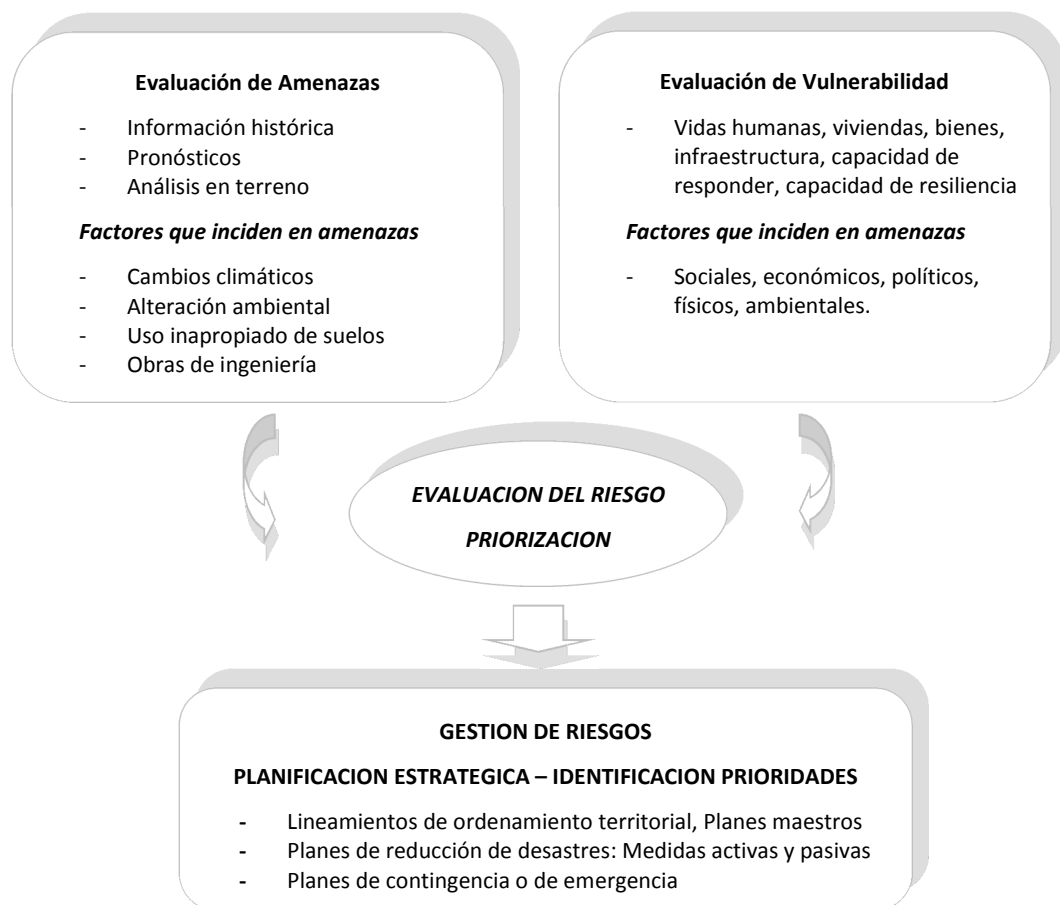 Evaluación de Amenazas
- Información histórica
- Pronósticos
- Análisis en terreno
Factores que inciden en amenazas
- Cambios climáticos
- Alteración ambiental
- Uso inapropiado de suelos
- Obras de ingeniería
Evaluación de Vulnerabilidad
- Vidas humanas, viviendas, bienes,
infraestructura, capacidad de
responder, capacidad de resiliencia
Factores que inciden en amenazas
- Sociales, económicos, políticos,
físicos, ambientales.
EVALUACION DEL RIESGO
PRIORIZACION
GESTION DE RIESGOS
PLANIFICACION ESTRATEGICA – IDENTIFICACION PRIORIDADES
- Lineamientos de ordenamiento territorial, Planes maestros
- Planes de reducción de desastres: Medidas activas y pasivas
- Planes de contingencia o de emergencia